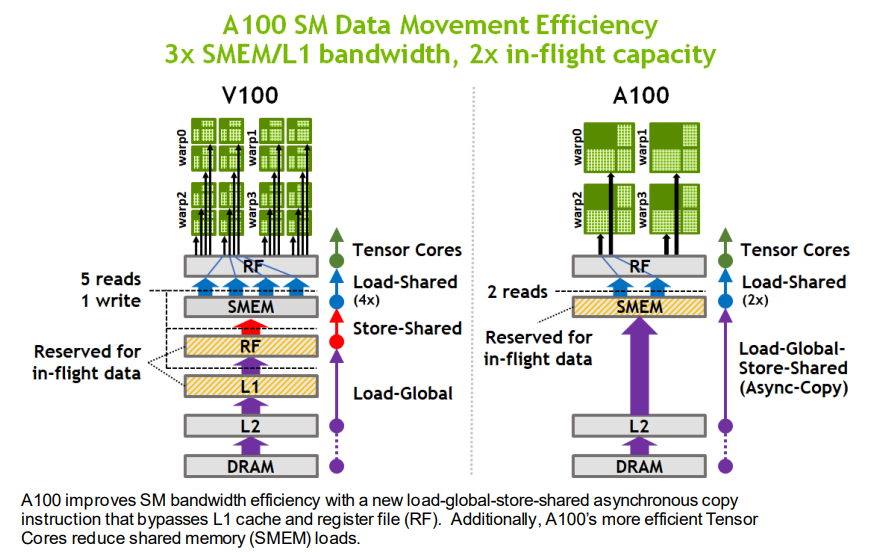 A100 SM Data Movement Efficiency
3x SMEM/L1 bandwidth, 2x in-flight capacity
V100
warp0
warp1
warp2
warp3
RF
SMEM
RF
L1
L2
DRAM
5 reads
1 write
Reserved for
in-flight data
Tensor Cores
Load-Shared
(4x)
Store-Shared
Load-Global
A100
warp0
warp1
warp2
warp3
RF
SMEM
L2
DRAM
2 reads
Reserved for
in-flight data
Tensor Cores
Load-Shared
(2x)
Load-Global-
Store-Shared
(Async-Copy)
A100 improves SM bandwidth efficiency with a new load-global-store-shared asynchronous copy
instruction that bypasses L1 cache and register file (RF).  Additionally, A100's more efficient Tensor
Cores reduce shared memory (SMEM) loads.